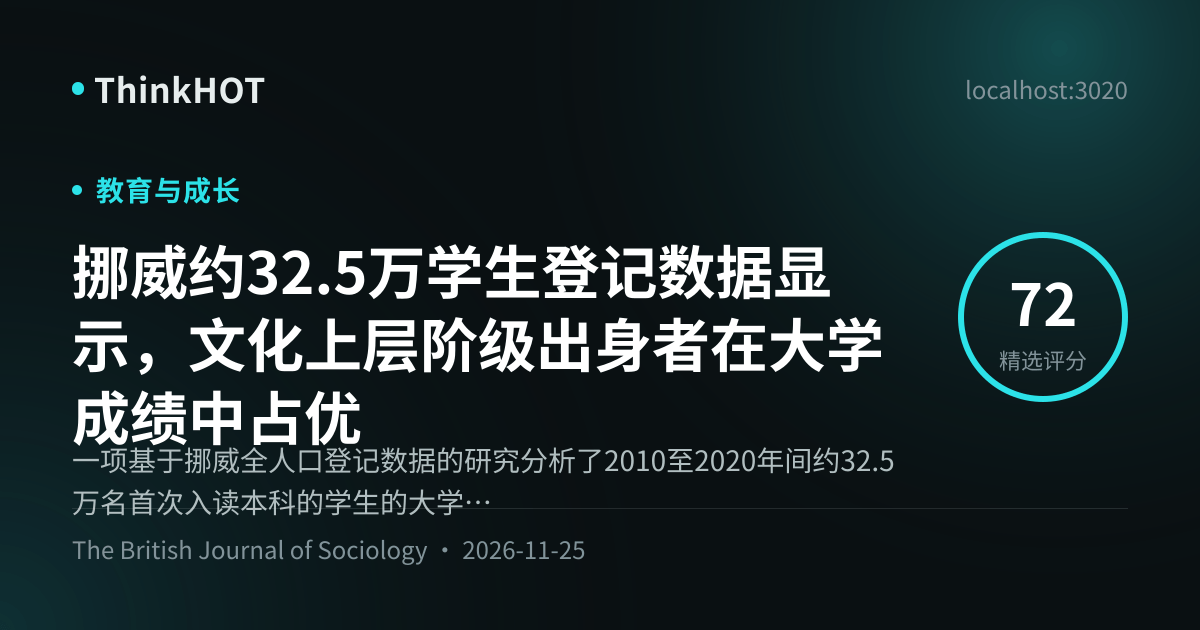 ThinkHOT
localhost:3020
教育与成长
挪威约32.5万学生登记数据显
示，文化上层阶级出身者在大学
成绩中占优
72
精选评分
一项基于挪威全人口登记数据的研究分析了2010至2020年间约32.5
万名首次入读本科的学生的大学…
The British Journal of Sociology • 2026-11-25